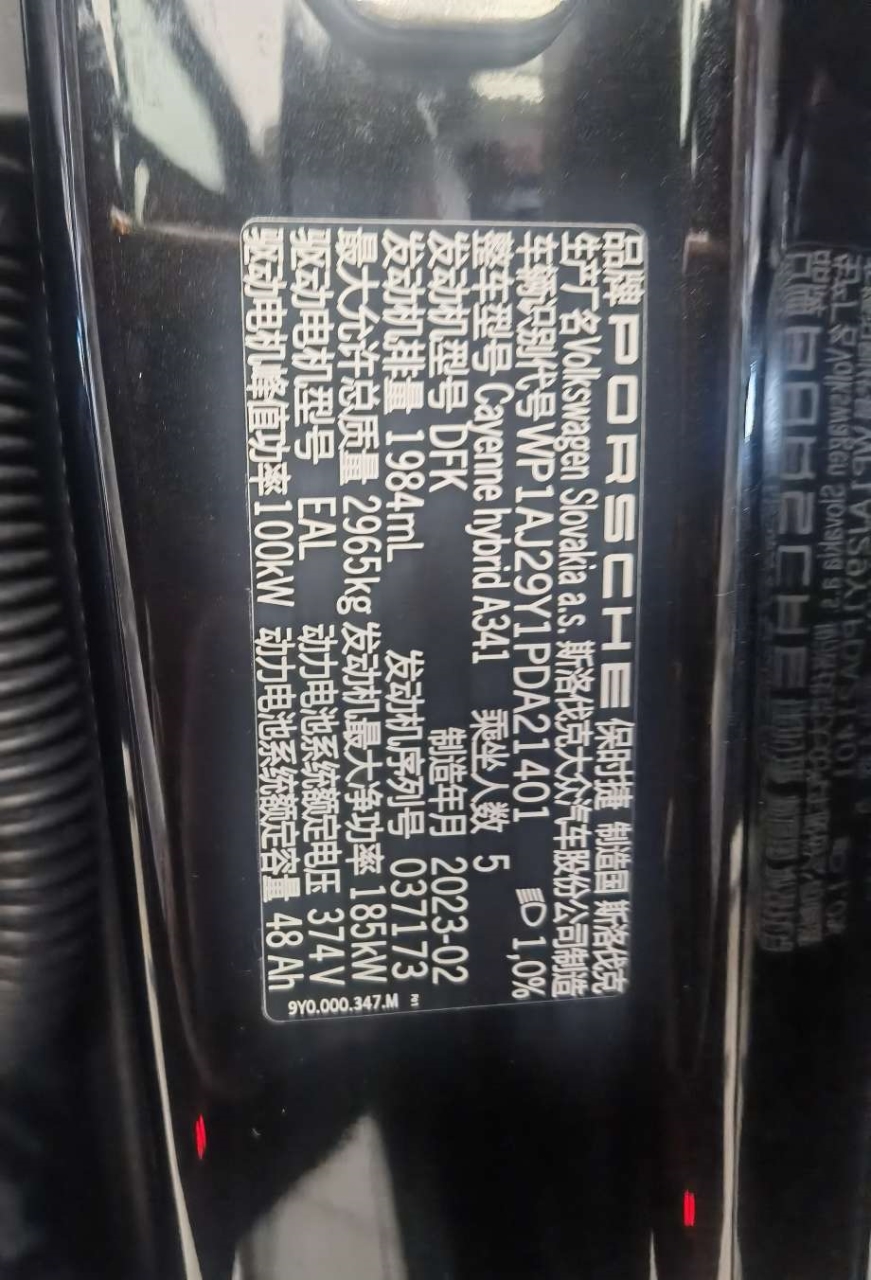 品牌 PORSCHE 保时捷 制造国 斯洛伐克
生产厂名 Volkswagen Slovakia a.s. 斯洛伐克大众汽车股份公司制造
车辆识别代号 WP1AJ29Y1PDA21401 1,0%
整车型号 Cayenne hybrid A341 乘坐人数 5
发动机型号 DFK 制造年月 2023-02
发动机排量 1984mL 发动机序列号 037173
最大允许总质量 2965kg 发动机最大净功率 185kW
驱动电机型号 EAL 动力电池系统额定电压 374V
驱动电机峰值功率 100kW 动力电池系统额定容量 48Ah
9Y0.000.347.M